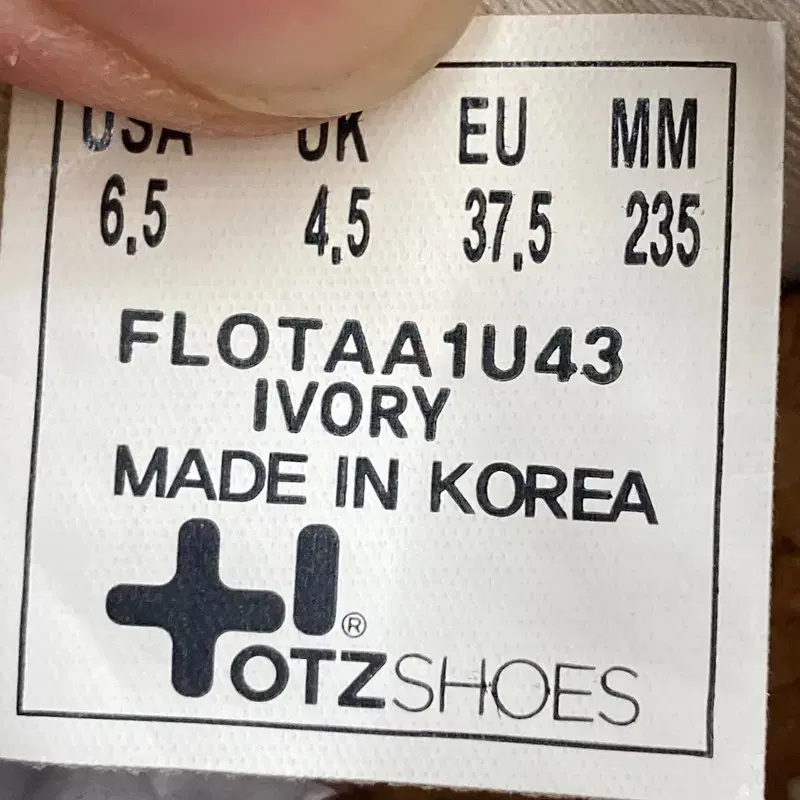 USA UK EU MM
6,5 4,5 37,5 235
FLOTAA1U43
IVORY
MADE IN KOREA
®
OTZSHOES